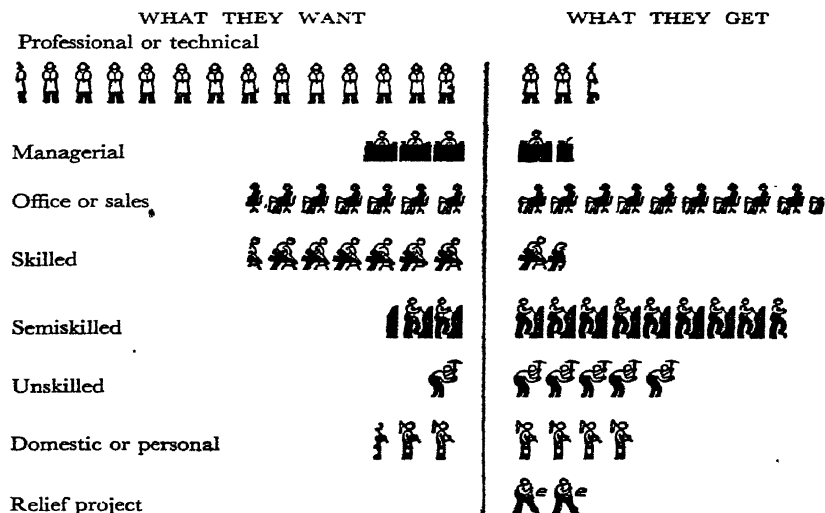 WHAT THEY WANT WHAT THEY GET
Professional or technical
Managerial
Office or sales
Skilled
Semiskilled
Unskilled
Domestic or personal
Relief project